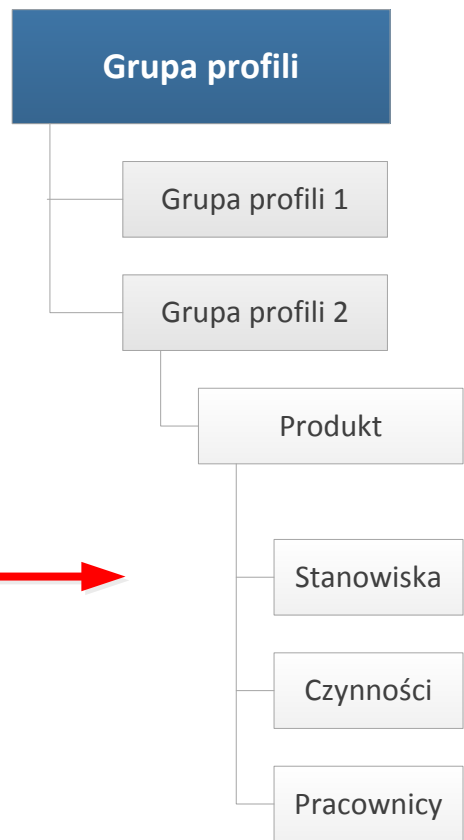 Grupa profili
Grupa profili 1
Grupa profili 2
Produkt
Stanowiska
Czynności
Pracownicy